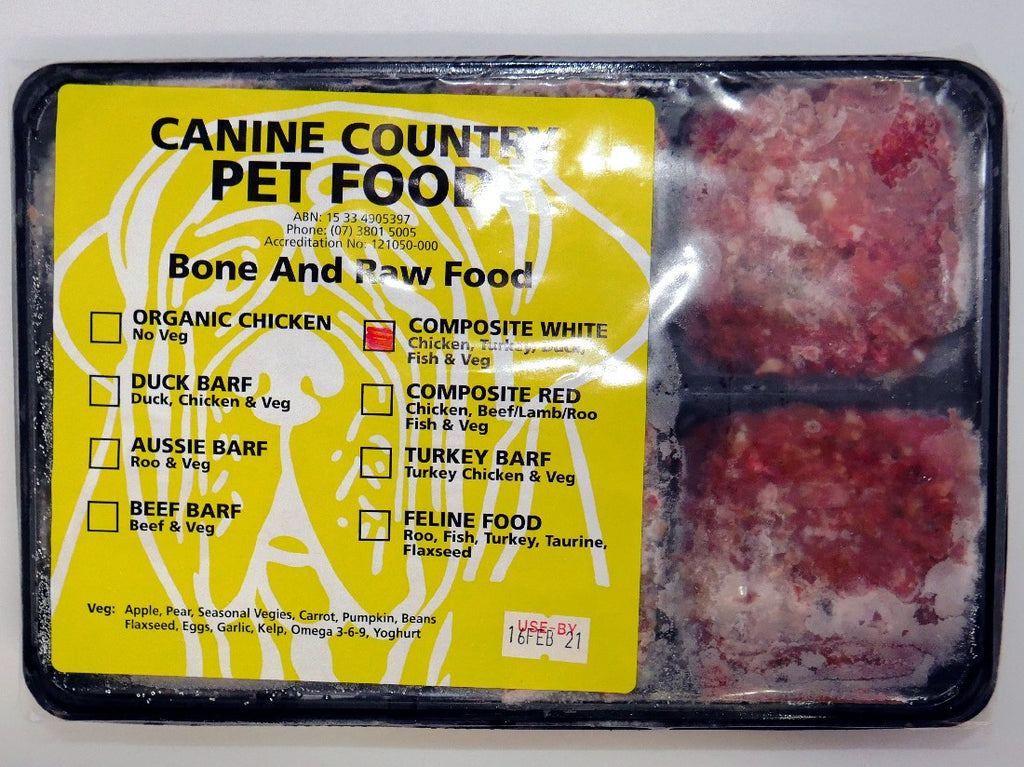 CANINE COUNTRY
PET FOOD
ABN: 15 33 4905397
Phone: (07) 3801 5005
Accreditation No: 121050-000
Bone And Raw Food
ORGANIC CHICKEN
No Veg
DUCK BARF
Duck, Chicken & Veg
AUSSIE BARF
Roo & Veg
BEEF BARF
Beef & Veg
COMPOSITE WHITE
Chicken, Turkey, Duck,
Fish & Veg
COMPOSITE RED
Chicken, Beef/Lamb/Roo
Fish & Veg
TURKEY BARF
Turkey Chicken & Veg
FELINE FOOD
Roo, Fish, Turkey, Taurine,
Flaxseed
Veg: Apple, Pear, Seasonal Vegies, Carrot, Pumpkin, Beans
Flaxseed, Eggs, Garlic, Kelp, Omega 3-6-9, Yoghurt
USE-BY
16FEB 21